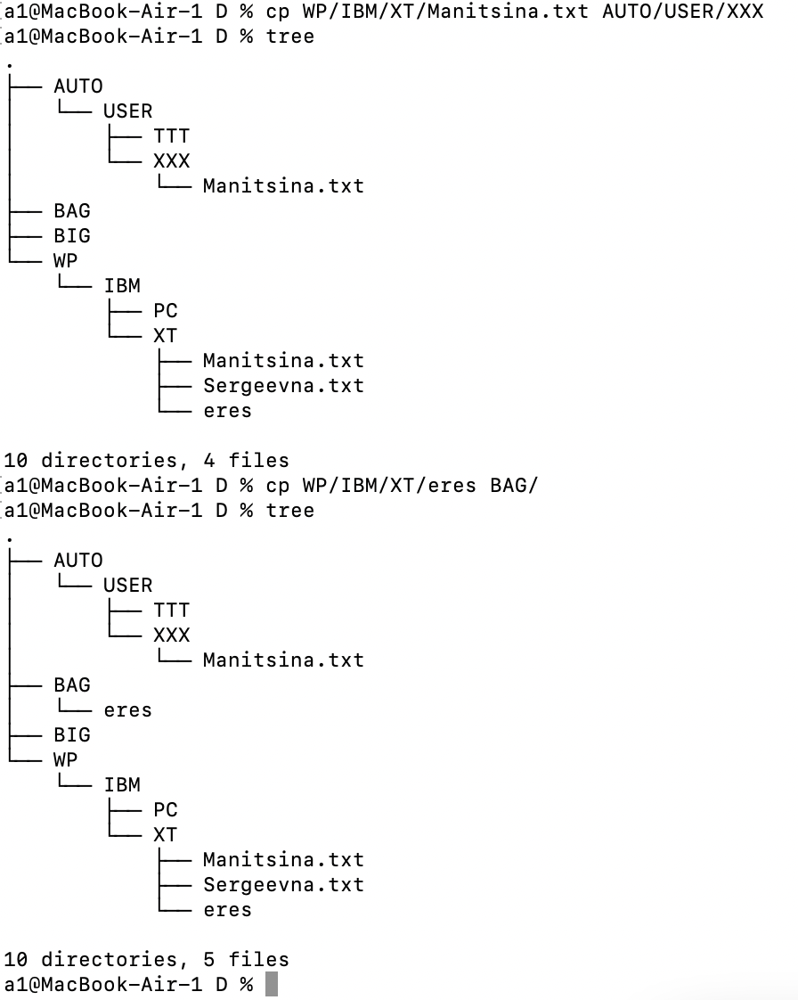 a1@MacBook-Air-1 D % cp WP/IBM/XT/Manitsina.txt AUTO/USER/XXX
a1@MacBook-Air-1 D % tree
.
├── AUTO
│   └── USER
│       ├── TTT
│       └── XXX
│           └── Manitsina.txt
├── BAG
├── BIG
└── WP
    └── IBM
        ├── PC
        └── XT
            ├── Manitsina.txt
            ├── Sergeevna.txt
            └── eres

10 directories, 4 files
a1@MacBook-Air-1 D % cp WP/IBM/XT/eres BAG/
a1@MacBook-Air-1 D % tree
.
├── AUTO
│   └── USER
│       ├── TTT
│       └── XXX
│           └── Manitsina.txt
├── BAG
│   └── eres
├── BIG
└── WP
    └── IBM
        ├── PC
        └── XT
            ├── Manitsina.txt
            ├── Sergeevna.txt
            └── eres

10 directories, 5 files
a1@MacBook-Air-1 D %